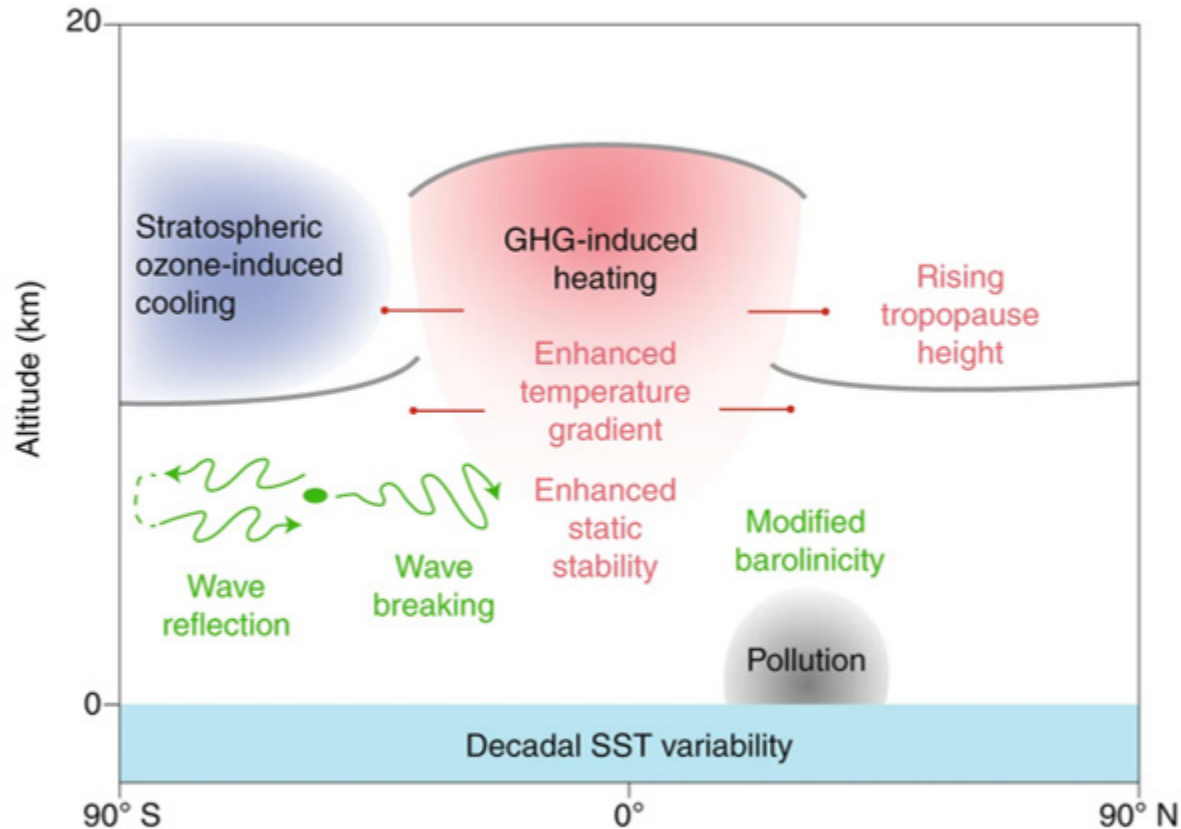 20
Altitude (km)
Stratospheric
ozone-induced
cooling
GHG-induced
heating
Rising
tropopause
height
Enhanced
temperature
gradient
Enhanced
static
stability
Modified
barolinicity
Wave
reflection
Wave
breaking
Pollution
0
Decadal SST variability
90° S
0°
90° N